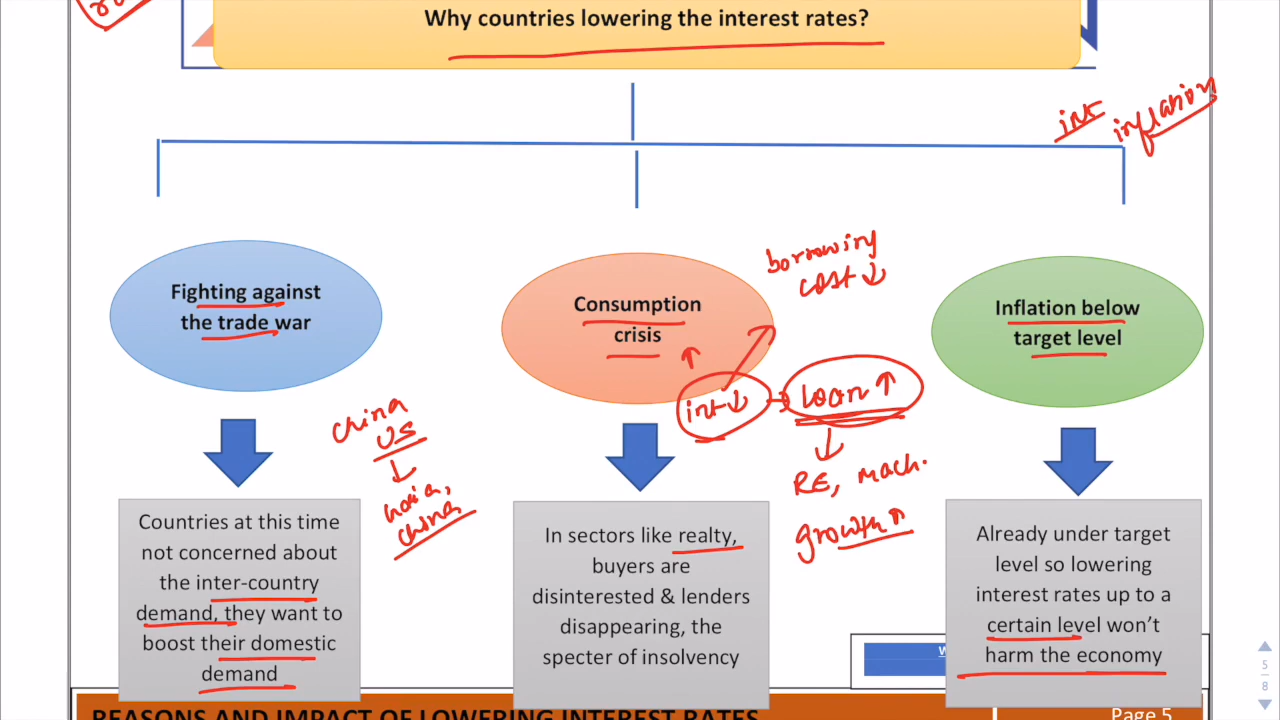 Why countries lowering the interest rates?
int inflation
Fighting against
the trade war
Consumption
crisis
borrowing
cost ↓
Inflation below
target level
↑
int ↓ → loan ↑
China
US
↓
China
↓
RE, mach.
growth ↑
Countries at this time
not concerned about
the inter-country
demand, they want to
boost their domestic
demand
In sectors like realty,
buyers are
disinterested & lenders
disappearing, the
specter of insolvency
Already under target
level so lowering
interest rates up to a
certain level won't
harm the economy
REASONS AND IMPACT OF LOWERING INTEREST RATES
Page 5
5
8